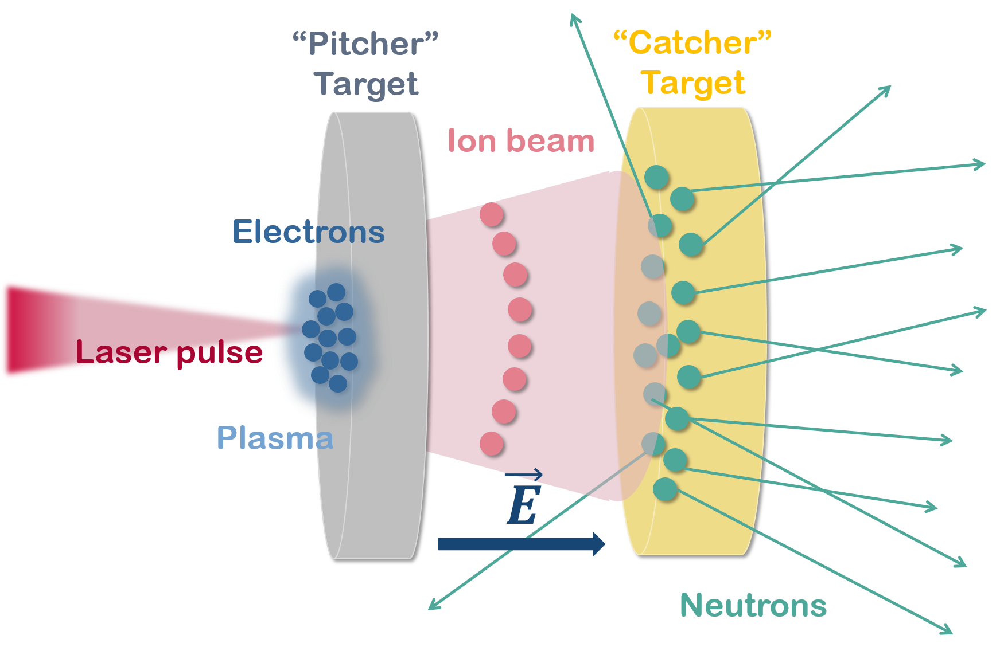 “Pitcher”
Target
“Catcher”
Target
Ion beam
Electrons
Laser pulse
Plasma
E⃗
Neutrons